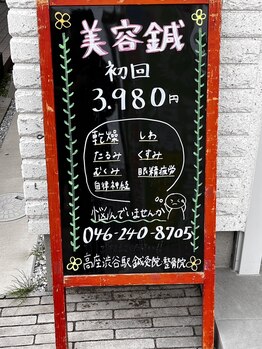 美容鍼
初回
3.980円
乾燥 しわ
たるみ くすみ
むくみ 眼精疲労
自律神経
悩んでいませんか
046-240-8705
高座渋谷駅鍼灸院 整骨院